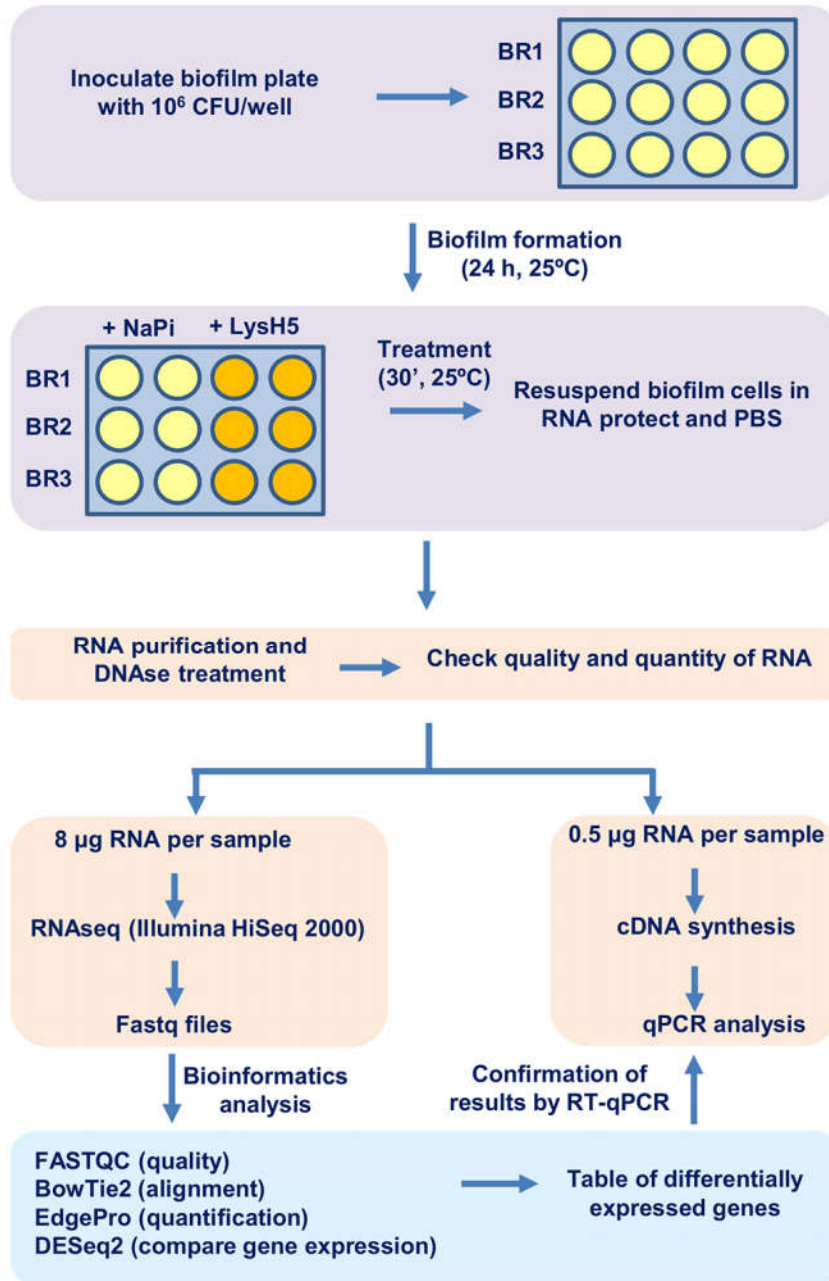 Inoculate biofilm plate
with 10⁶ CFU/well
BR1
BR2
BR3
Biofilm formation
(24 h, 25ºC)
+ NaPi + LysH5
BR1
BR2
BR3
Treatment
(30', 25ºC)
Resuspend biofilm cells in
RNA protect and PBS
RNA purification and
DNAse treatment
Check quality and quantity of RNA
8 µg RNA per sample
RNAseq (Illumina HiSeq 2000)
Fastq files
0.5 µg RNA per sample
cDNA synthesis
qPCR analysis
Bioinformatics
analysis
Confirmation of
results by RT-qPCR
FASTQC (quality)
BowTie2 (alignment)
EdgePro (quantification)
DESeq2 (compare gene expression)
Table of differentially
expressed genes